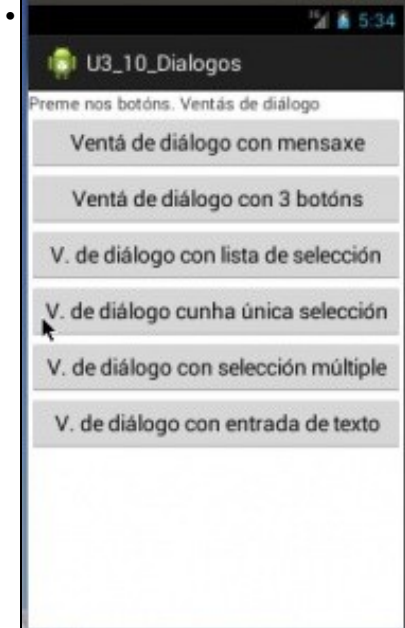 5:34
U3_10_Dialogos
Preme nos botóns. Ventás de diálogo
Ventá de diálogo con mensaxe
Ventá de diálogo con 3 botóns
V. de diálogo con lista de selección
V. de diálogo cunha única selección
V. de diálogo con selección múltiple
V. de diálogo con entrada de texto